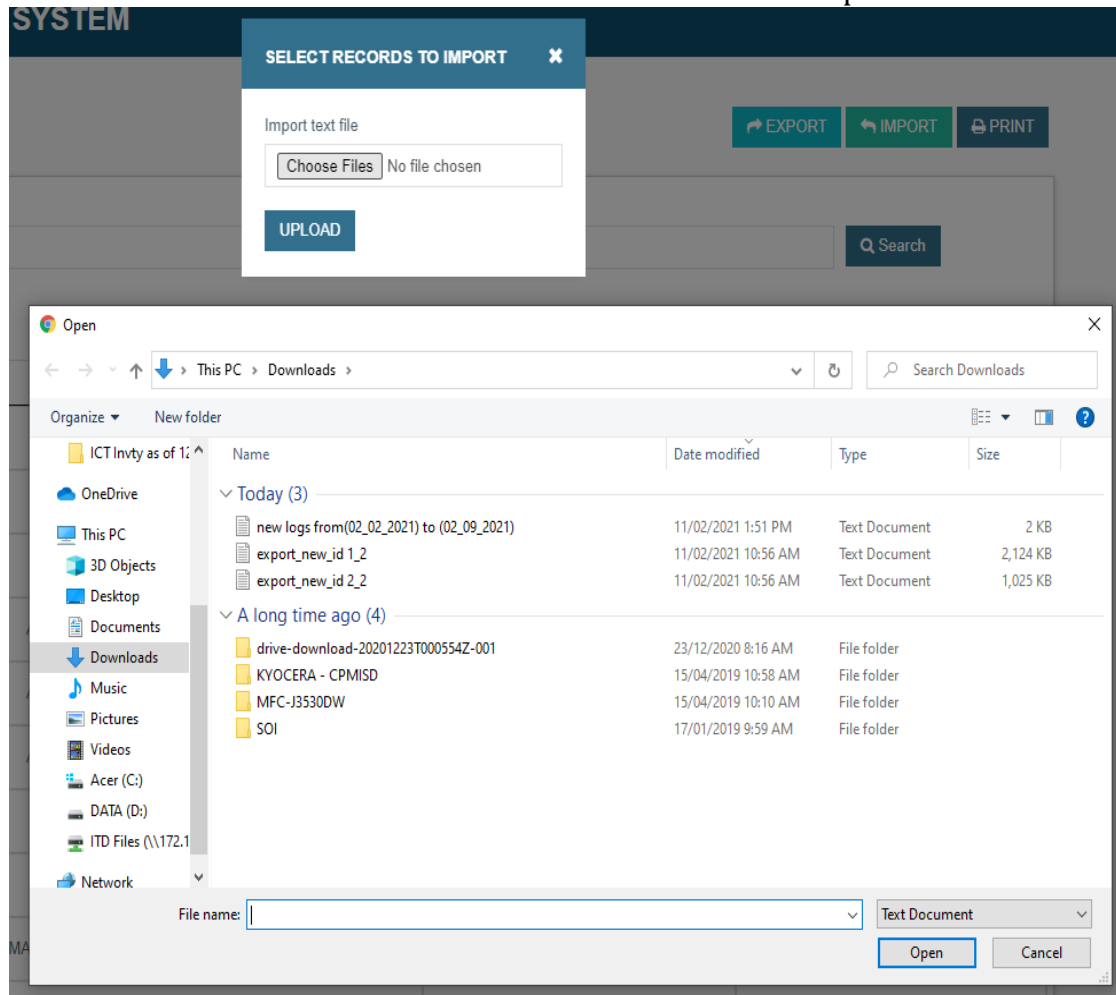 SYSTEM
SELECT RECORDS TO IMPORT ✖
Import text file
EXPORT IMPORT PRINT
Choose Files No file chosen
UPLOAD
Search
Open
This PC > Downloads >
Search Downloads
Organize New folder
ICT Invty as of 12
Name Date modified Type Size
OneDrive
Today (3)
This PC
new logs from(02_02_2021) to (02_09_2021) 11/02/2021 1:51 PM Text Document 2 KB
3D Objects
export_new_id 1_2 11/02/2021 10:56 AM Text Document 2,124 KB
Desktop
export_new_id 2_2 11/02/2021 10:56 AM Text Document 1,025 KB
Documents
A long time ago (4)
Downloads
drive-download-20201223T000554Z-001 23/12/2020 8:16 AM File folder
Music
KYOCERA - CPMISD 15/04/2019 10:58 AM File folder
Pictures
MFC-J3530DW 15/04/2019 10:10 AM File folder
Videos
SOI 17/01/2019 9:59 AM File folder
Acer (C:)
DATA (D:)
ITD Files (\\172.1
Network
File name: Text Document
MA
Open Cancel